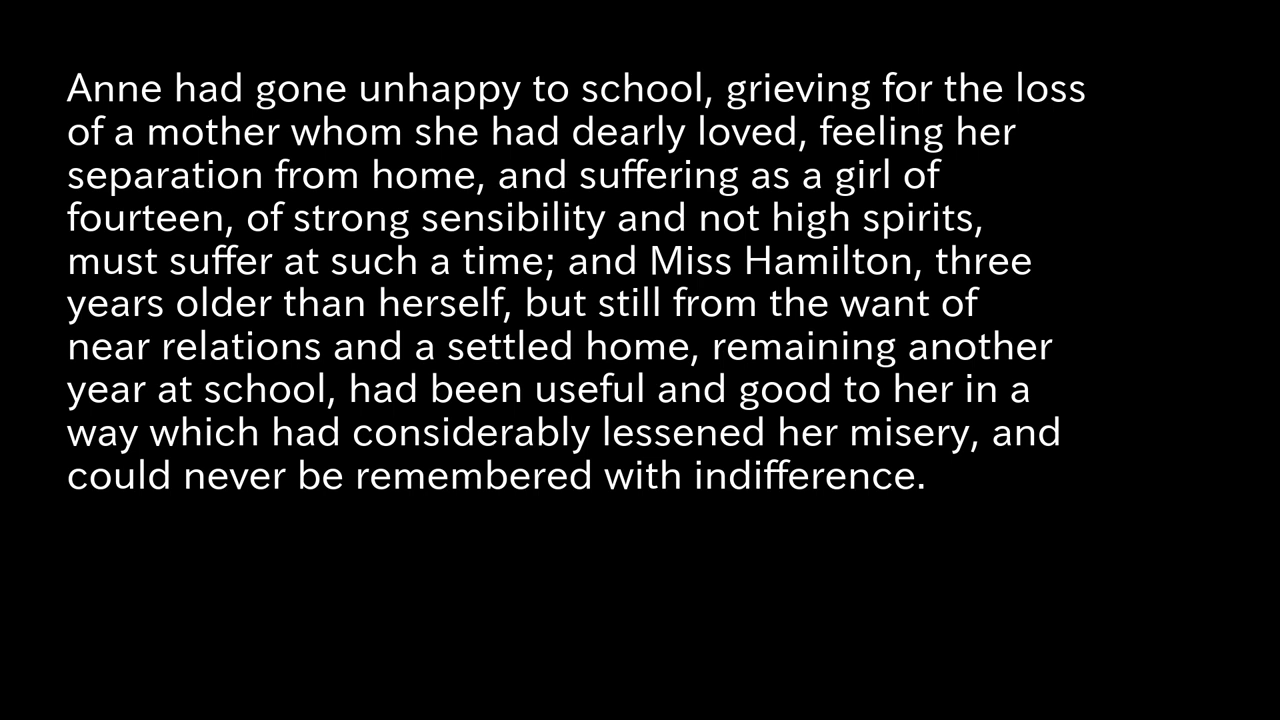 Anne had gone unhappy to school, grieving for the loss
of a mother whom she had dearly loved, feeling her
separation from home, and suffering as a girl of
fourteen, of strong sensibility and not high spirits,
must suffer at such a time; and Miss Hamilton, three
years older than herself, but still from the want of
near relations and a settled home, remaining another
year at school, had been useful and good to her in a
way which had considerably lessened her misery, and
could never be remembered with indifference.